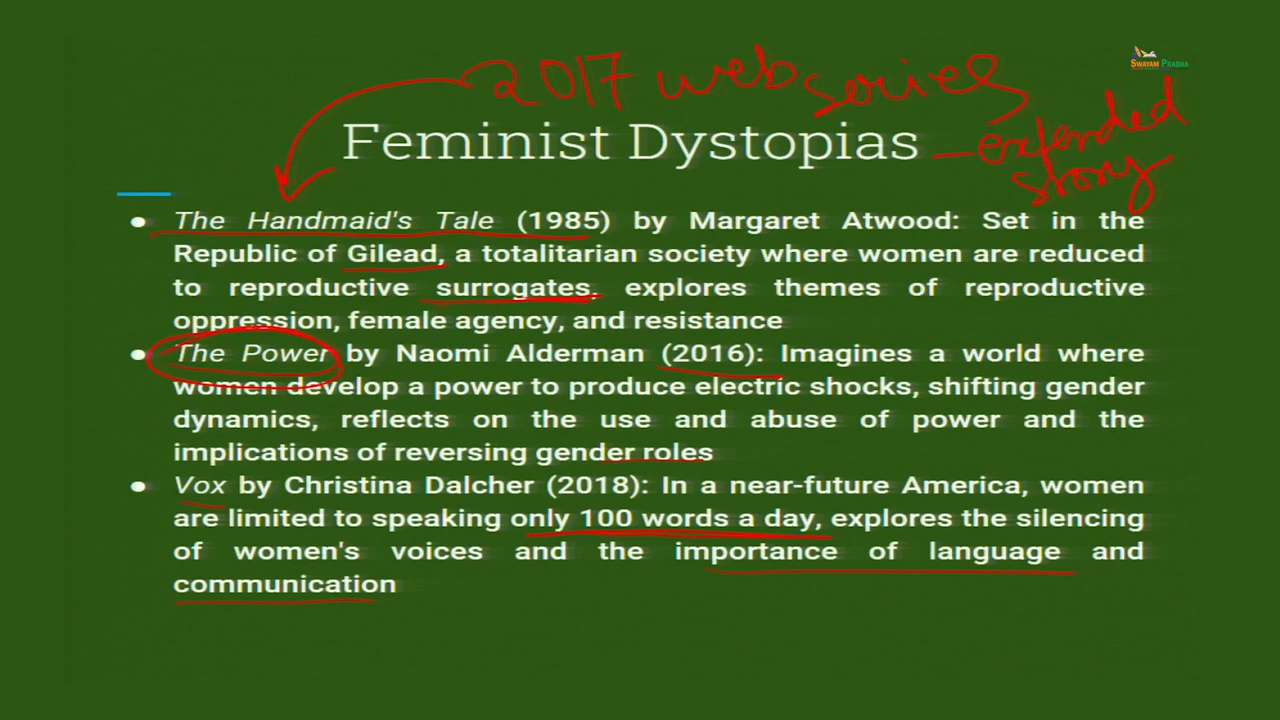 2017 web series
SWAYAM PRABHA
extended
story
Feminist Dystopias
● The Handmaid's Tale (1985) by Margaret Atwood: Set in the
Republic of Gilead, a totalitarian society where women are reduced
to reproductive surrogates. explores themes of reproductive
oppression, female agency, and resistance
● The Power by Naomi Alderman (2016): Imagines a world where
women develop a power to produce electric shocks, shifting gender
dynamics, reflects on the use and abuse of power and the
implications of reversing gender roles
● Vox by Christina Dalcher (2018): In a near-future America, women
are limited to speaking only 100 words a day, explores the silencing
of women's voices and the importance of language and
communication